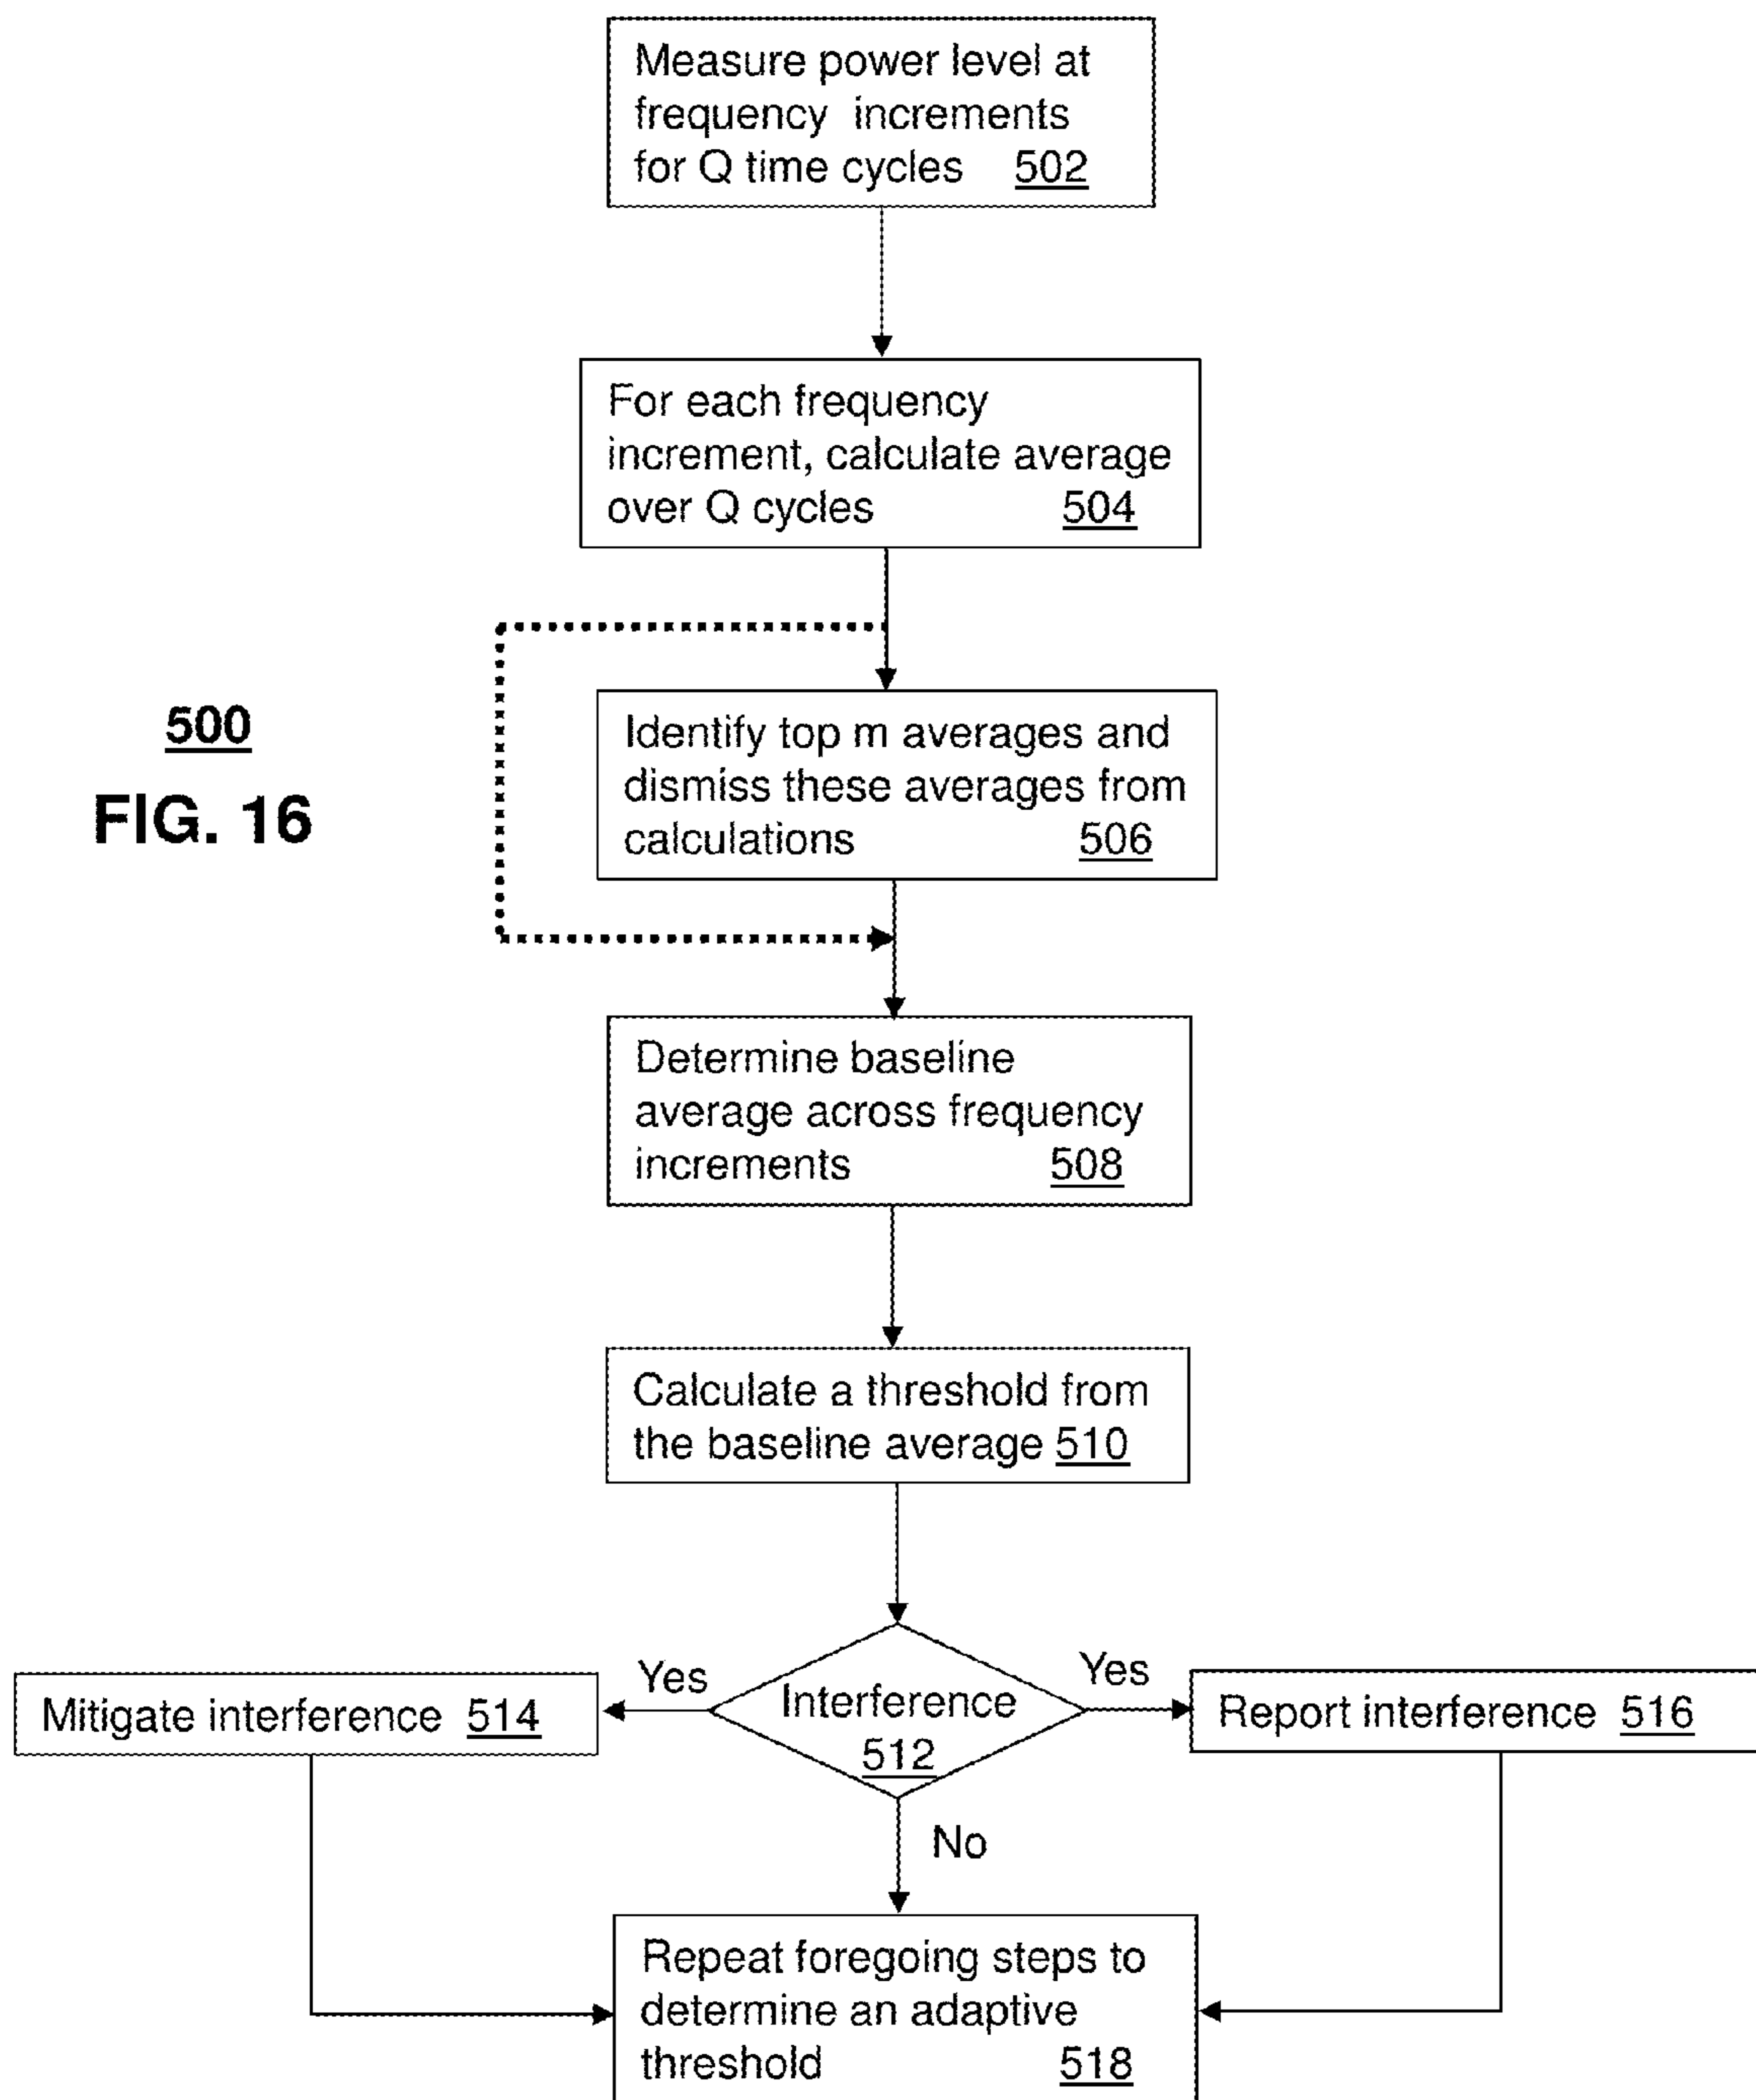 Measure power level at
frequency increments
for Q time cycles 502
For each frequency
increment, calculate average
over Q cycles 504
500
FIG. 16
Identify top m averages and
dismiss these averages from
calculations 506
Determine baseline
average across frequency
increments 508
Calculate a threshold from
the baseline average 510
Yes
Yes
Mitigate interference 514
Interference
512
Report interference 516
No
Repeat foregoing steps to
determine an adaptive
threshold 518